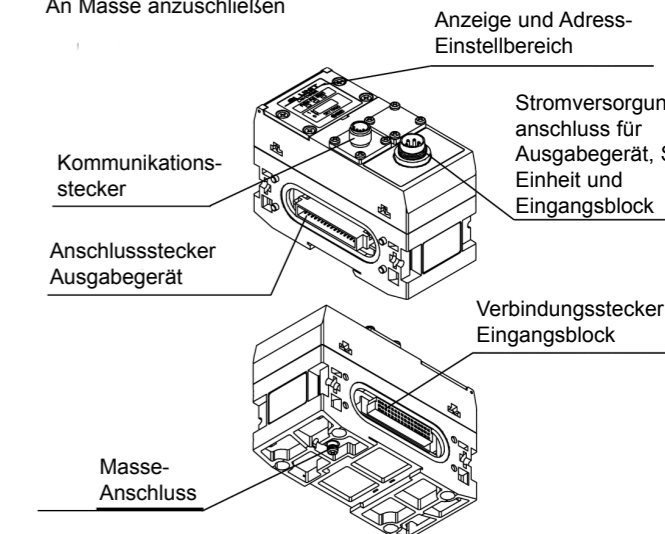 An Masse anzuschließen
Anzeige und Adress-
Einstellbereich
Stromversorgun
anschluss für
Ausgabegerät, S
Einheit und
Eingangsblock
Kommunikations-
stecker
Anschlussstecker
Ausgabegerät
Verbindungsstecker
Eingangsblock
Masse-
Anschluss